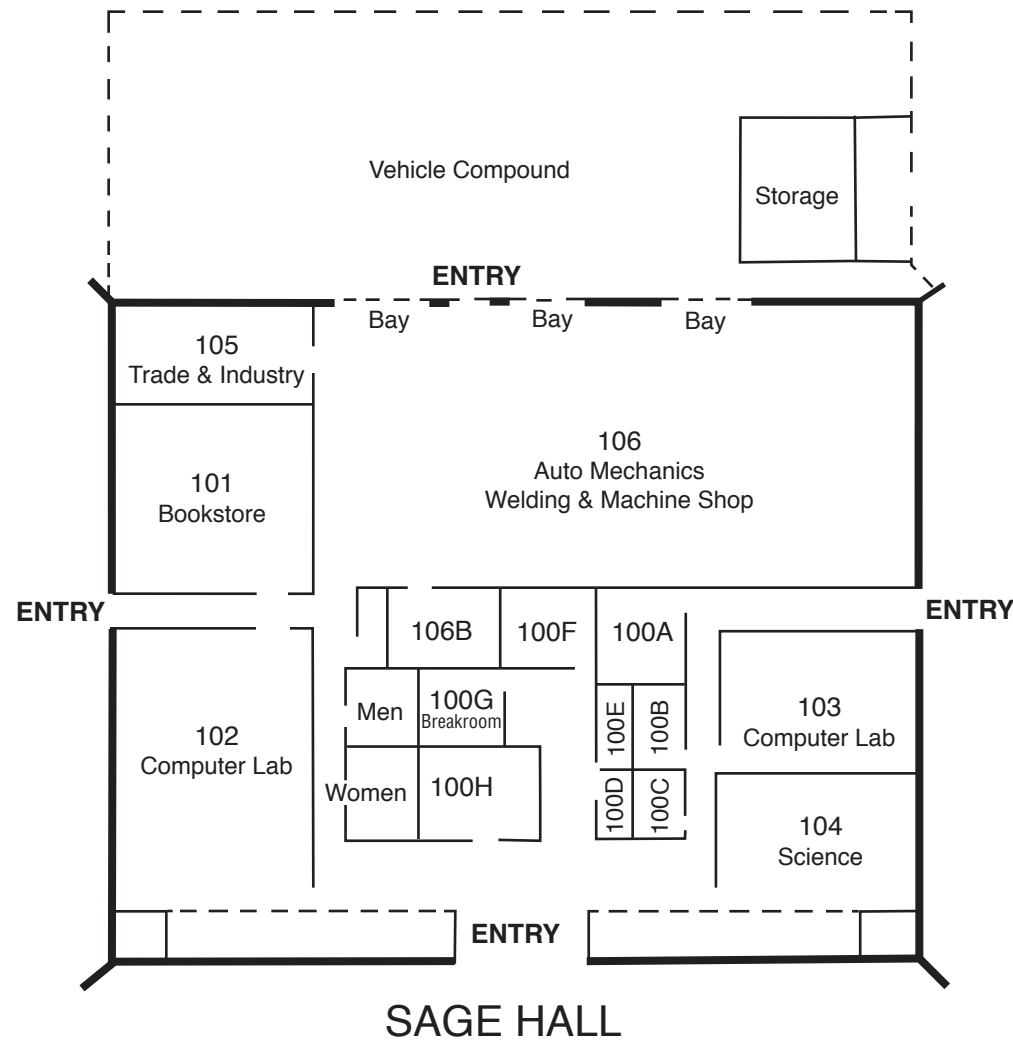 Vehicle Compound
Storage
ENTRY
Bay
Bay
Bay
105
Trade & Industry
106
Auto Mechanics
Welding & Machine Shop
101
Bookstore
ENTRY
ENTRY
106B
100F
100A
Men
100G
Breakroom
100E
100B
103
Computer Lab
102
Computer Lab
Women
100H
100D
100C
104
Science
ENTRY
SAGE HALL